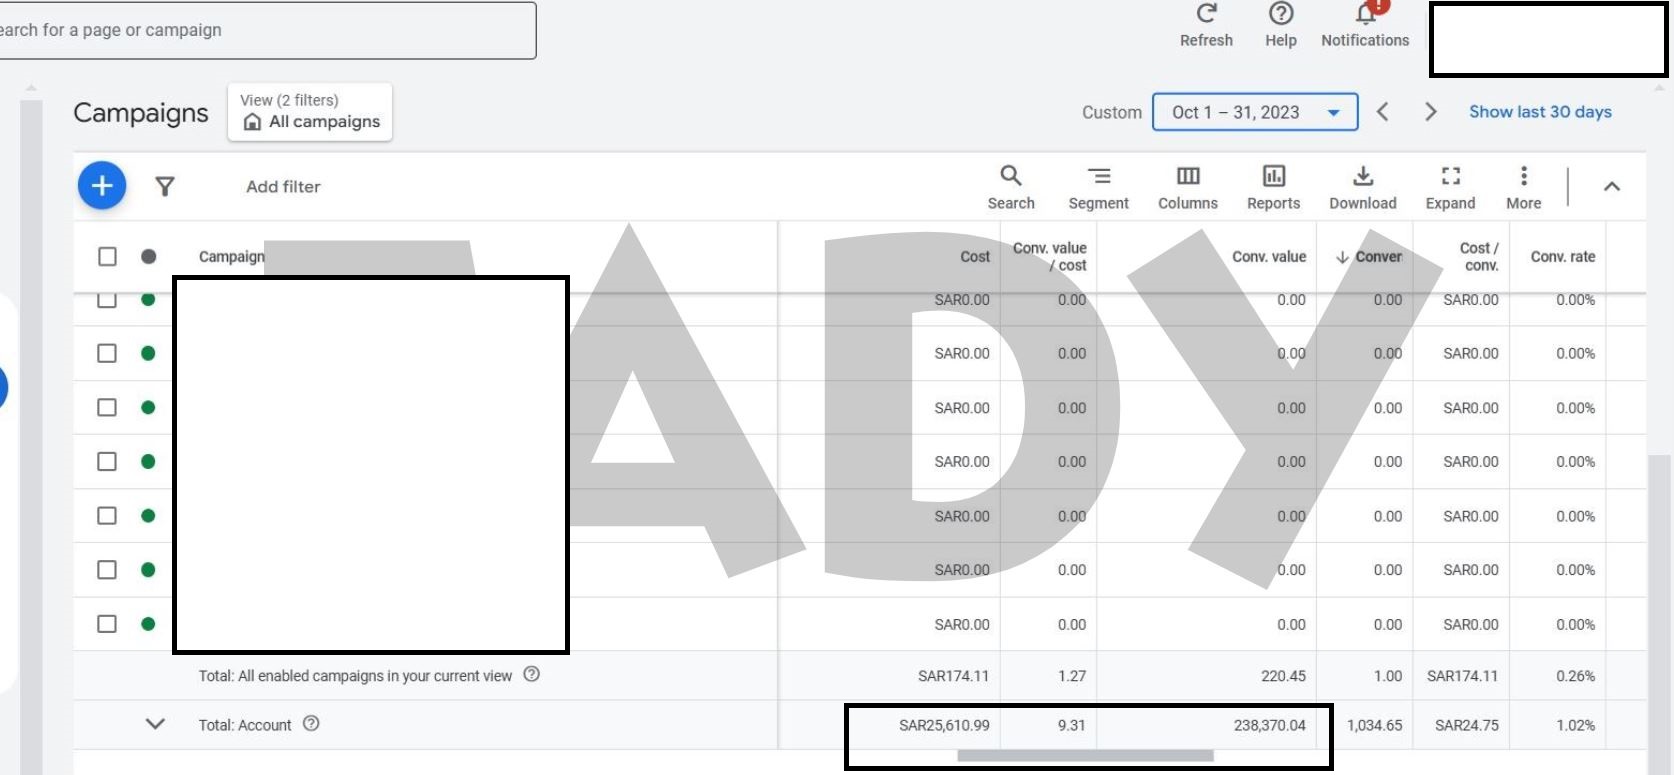 earch for a page or campaign
Refresh
Help
!
Notifications
Campaigns
View (2 filters)
All campaigns
Custom
Oct 1 – 31, 2023
Show last 30 days
Add filter
Search
Segment
Columns
Reports
Download
Expand
More
Campaign Cost Conv. value / cost Conv. value Conver Cost / conv. Conv. rate
SAR0.00 0.00 0.00 0.00 SAR0.00 0.00%
SAR0.00 0.00 0.00 0.00 SAR0.00 0.00%
SAR0.00 0.00 0.00 0.00 SAR0.00 0.00%
SAR0.00 0.00 0.00 0.00 SAR0.00 0.00%
SAR0.00 0.00 0.00 0.00 SAR0.00 0.00%
SAR0.00 0.00 0.00 0.00 SAR0.00 0.00%
SAR0.00 0.00 0.00 0.00 SAR0.00 0.00%
Total: All enabled campaigns in your current view SAR174.11 1.27 220.45 1.00 SAR174.11 0.26%
Total: Account SAR25,610.99 9.31 238,370.04 1,034.65 SAR24.75 1.02%
ADY